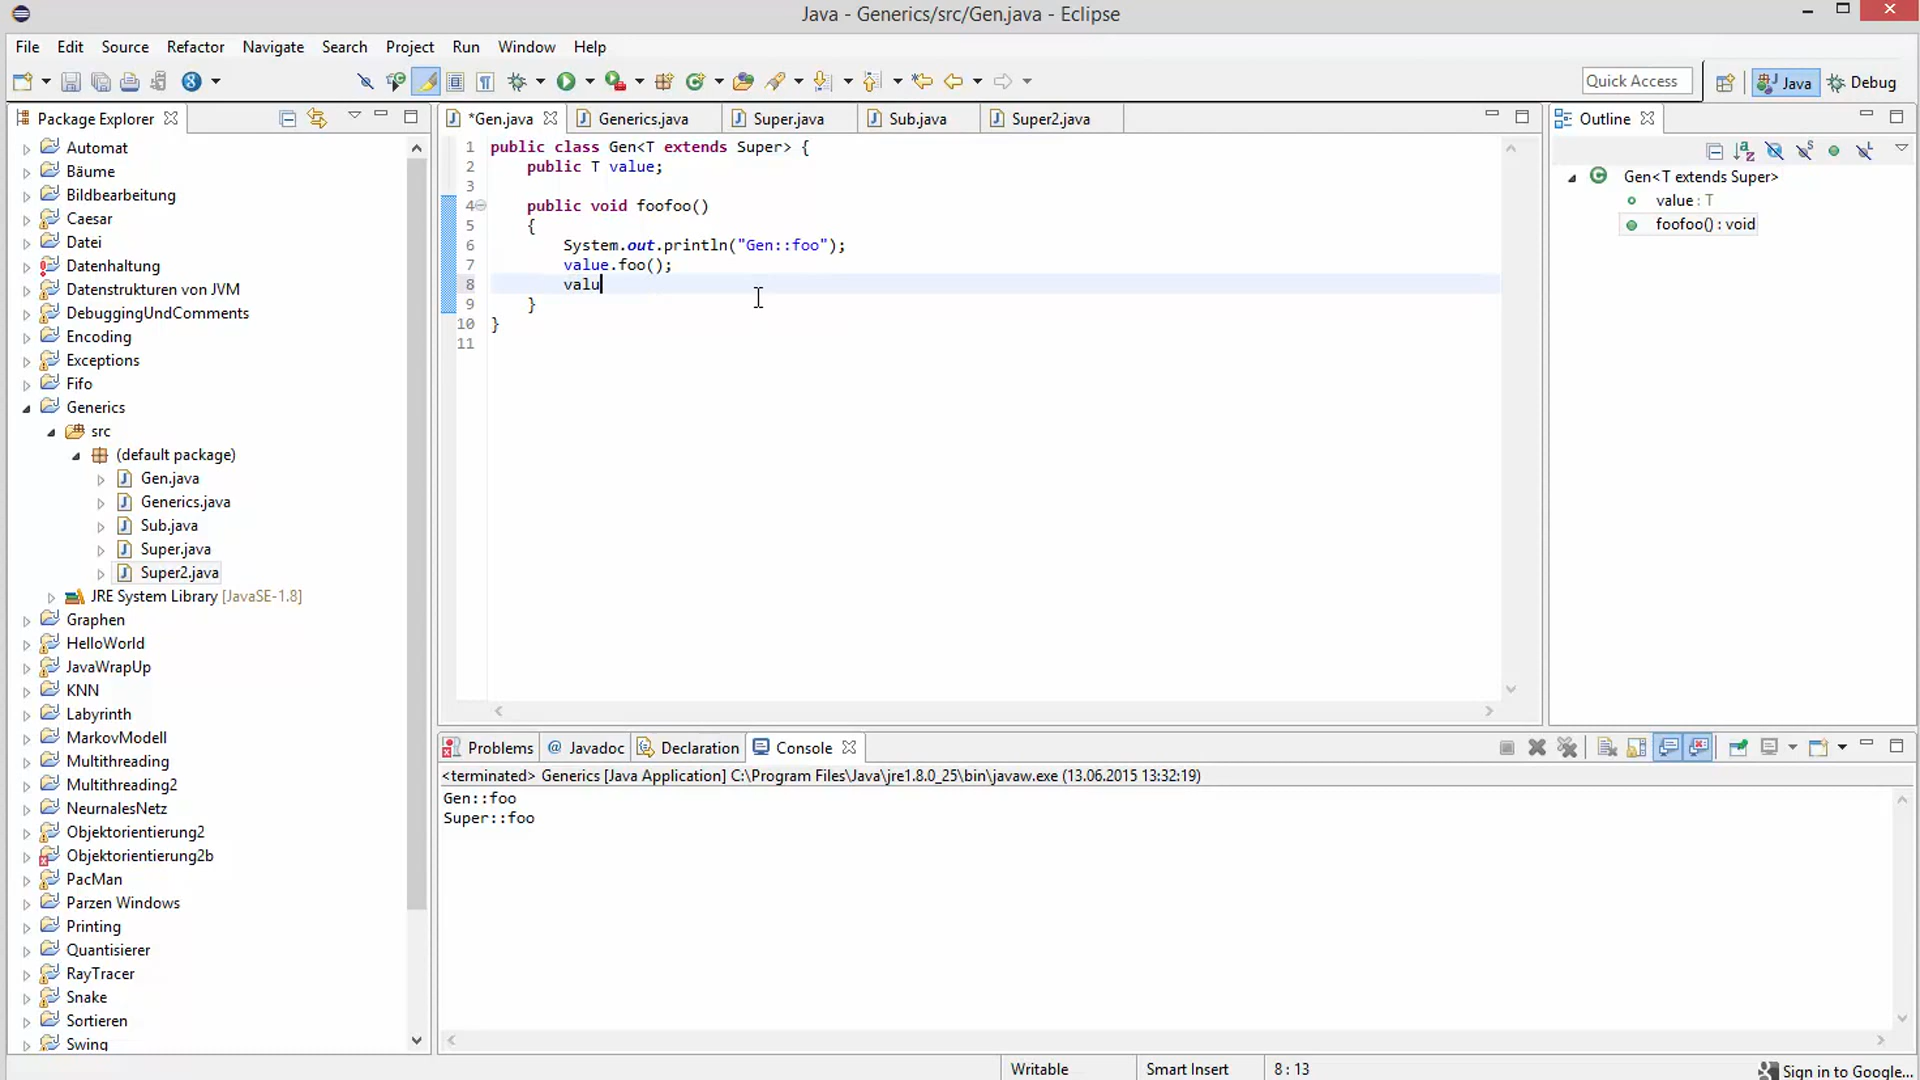 Java - Generics/src/Gen.java - Eclipse
File Edit Source Refactor Navigate Search Project Run Window Help
Quick Access Java Debug
Package Explorer
Automat
Bäume
Bildbearbeitung
Caesar
Datei
Datenhaltung
Datenstrukturen von JVM
DebuggingUndComments
Encoding
Exceptions
Fifo
Generics
src
(default package)
Gen.java
Generics.java
Sub.java
Super.java
Super2.java
JRE System Library [JavaSE-1.8]
Graphen
HelloWorld
JavaWrapUp
KNN
Labyrinth
MarkovModell
Multithreading
Multithreading2
NeurnalesNetz
Objektorientierung2
Objektorientierung2b
PacMan
Parzen Windows
Printing
Quantisierer
RayTracer
Snake
Sortieren
Swing
*Gen.java Generics.java Super.java Sub.java Super2.java
1 public class Gen<T extends Super> {
2 public T value;
3
4 public void foofoo()
5 {
6 System.out.println("Gen::foo");
7 value.foo();
8 valu
9 }
10 }
11
Outline
Gen<T extends Super>
value : T
foofoo() : void
Problems @ Javadoc Declaration Console
<terminated> Generics [Java Application] C:\Program Files\Java\jre1.8.0_25\bin\javaw.exe (13.06.2015 13:32:19)
Gen::foo
Super::foo
Writable Smart Insert 8 : 13 Sign in to Google...